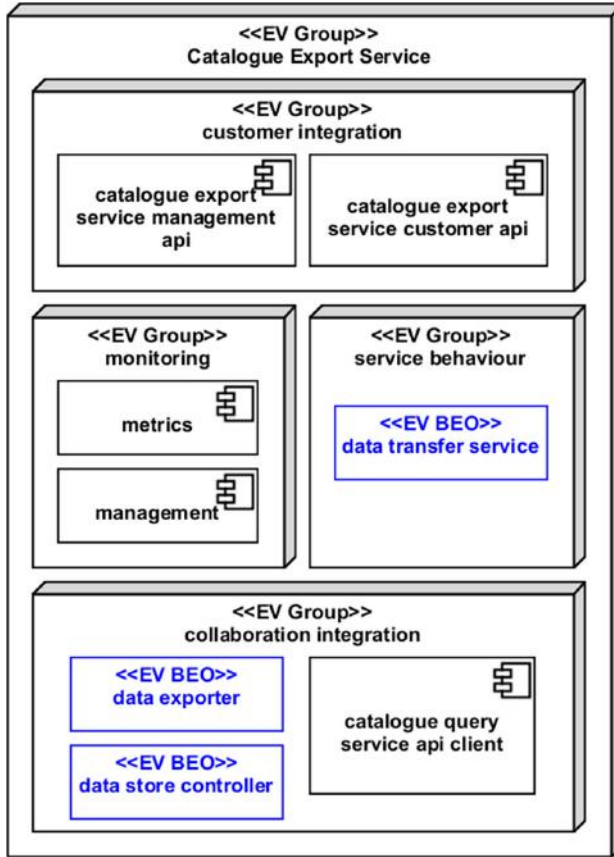 <<EV Group>>
Catalogue Export Service
<<EV Group>>
customer integration
catalogue export
service management
api
catalogue export
service customer api
<<EV Group>>
monitoring
metrics
management
<<EV Group>>
service behaviour
<<EV BEO>>
data transfer service
<<EV Group>>
collaboration integration
<<EV BEO>>
data exporter
<<EV BEO>>
data store controller
catalogue query
service api client